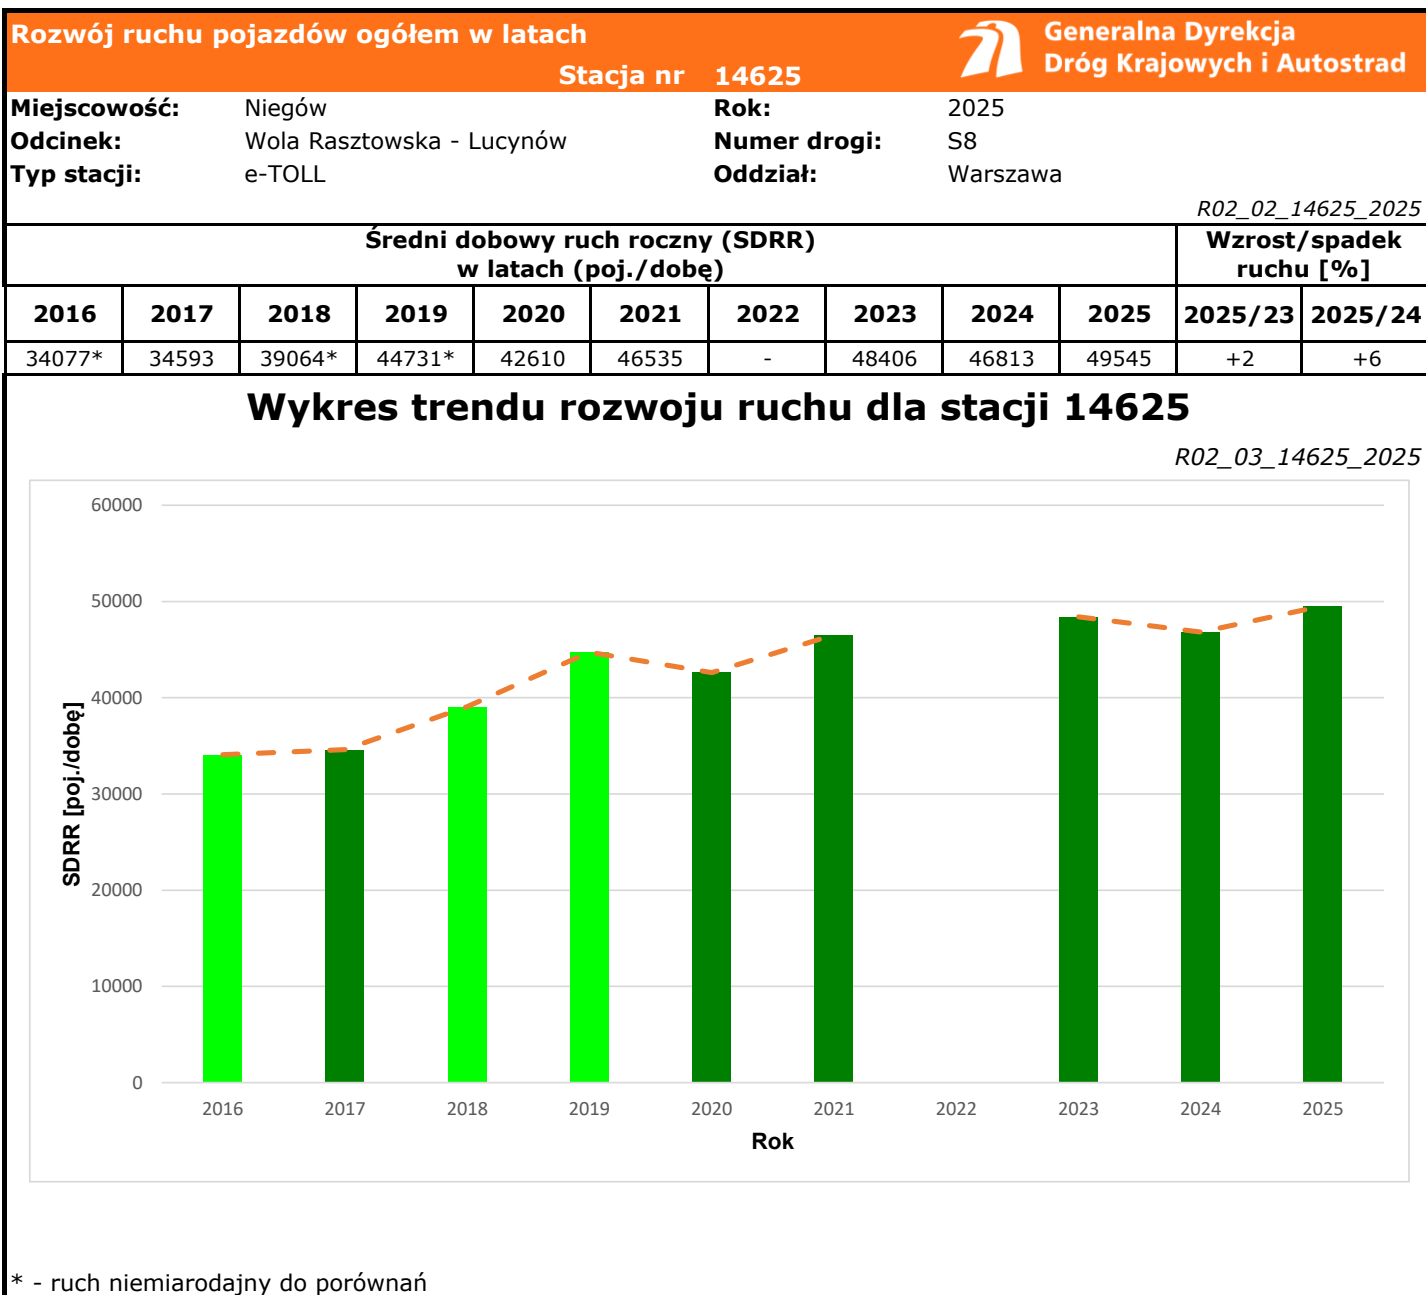 Rozwój ruchu pojazdów ogółem w latach
Stacja nr 14625
Generalna Dyrekcja
Dróg Krajowych i Autostrad
Miejscowość: Niegów Rok: 2025
Odcinek: Wola Rasztowska - Lucynów Numer drogi: S8
Typ stacji: e-TOLL Oddział: Warszawa
R02_02_14625_2025
Średni dobowy ruch roczny (SDRR)
w latach (poj./dobę)
Wzrost/spadek
ruchu [%]
2016 2017 2018 2019 2020 2021 2022 2023 2024 2025 2025/23 2025/24
34077* 34593 39064* 44731* 42610 46535 - 48406 46813 49545 +2 +6
Wykres trendu rozwoju ruchu dla stacji 14625
R02_03_14625_2025
60000
50000
40000
30000
20000
10000
0
SDRR [poj./dobę]
2016 2017 2018 2019 2020 2021 2022 2023 2024 2025
Rok
* - ruch niemiarodajny do porównań